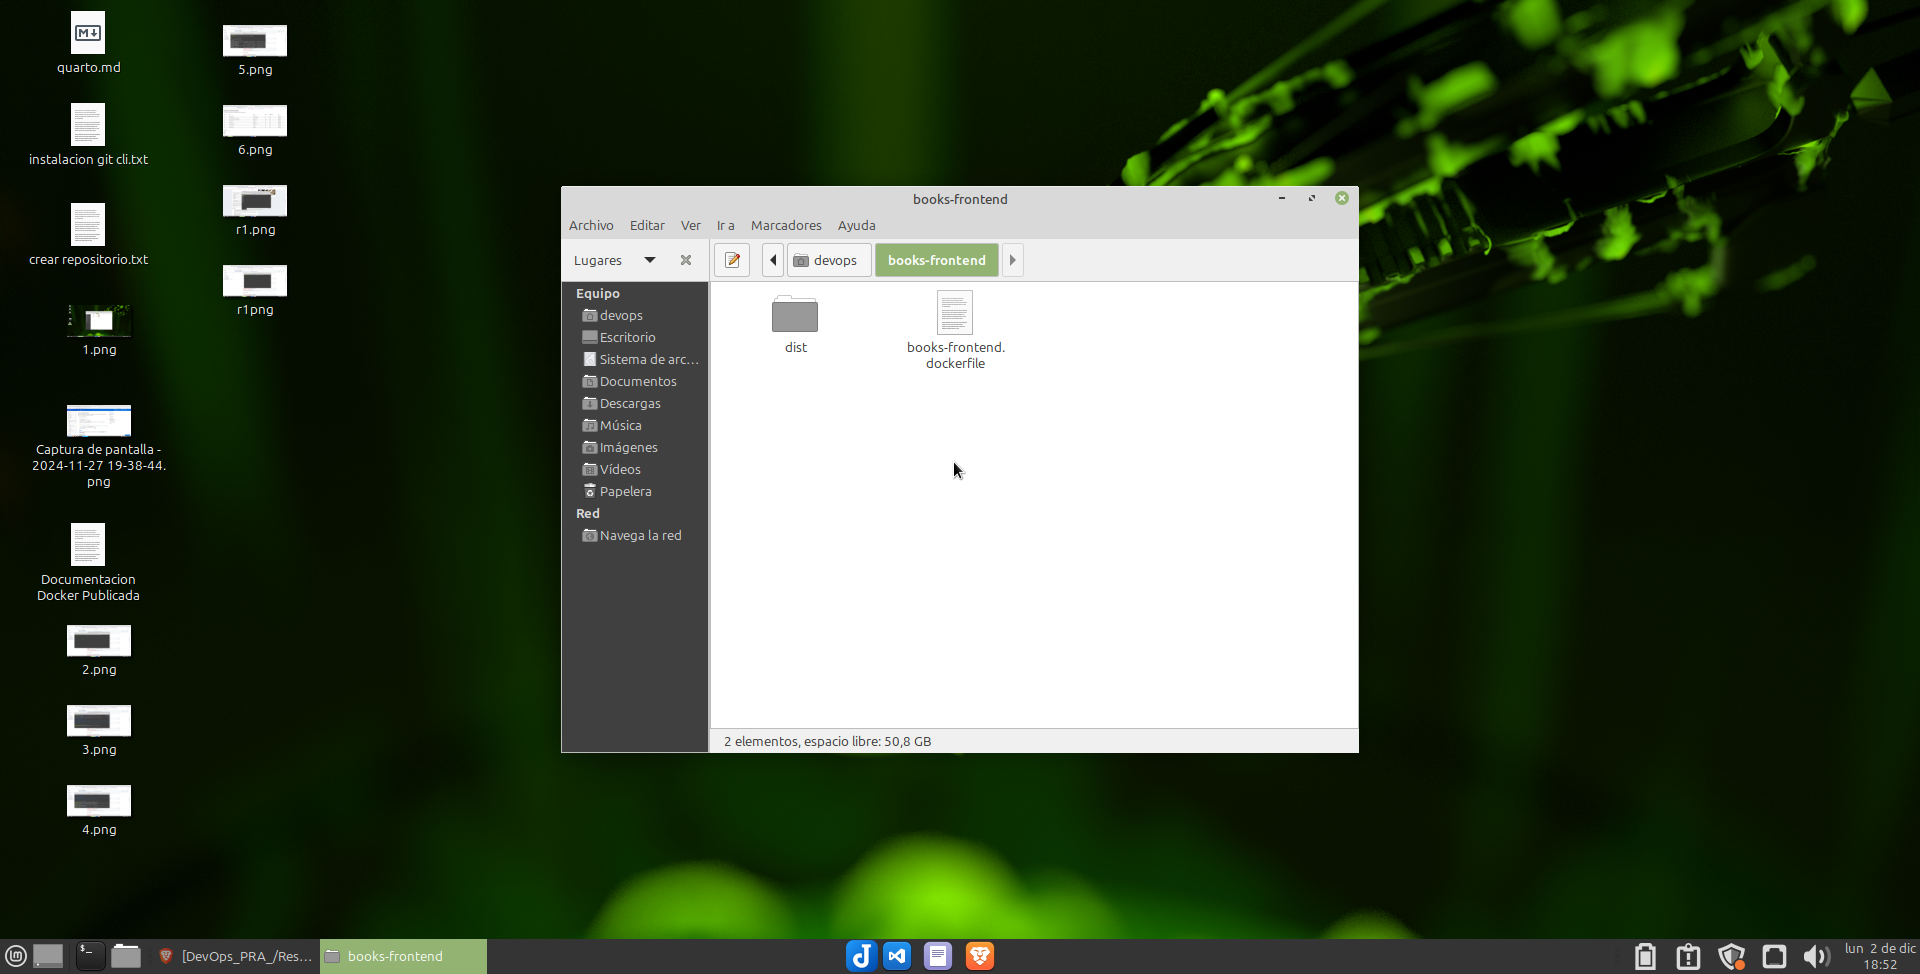 quarto.md
instalacion git cli.txt
crear repositorio.txt
1.png
Captura de pantalla -
2024-11-27 19-38-44.
png
Documentacion
Docker Publicada
2.png
3.png
4.png
5.png
6.png
r1.png
r1png
books-frontend
Archivo Editar Ver Ir a Marcadores Ayuda
Lugares devops books-frontend
Equipo
devops
Escritorio
Sistema de arc...
Documentos
Descargas
Música
Imágenes
Vídeos
Papelera
Red
Navega la red
dist
books-frontend.
dockerfile
2 elementos, espacio libre: 50,8 GB
[DevOps_PRA_/Res...
books-frontend
lun 2 de dic
18:52